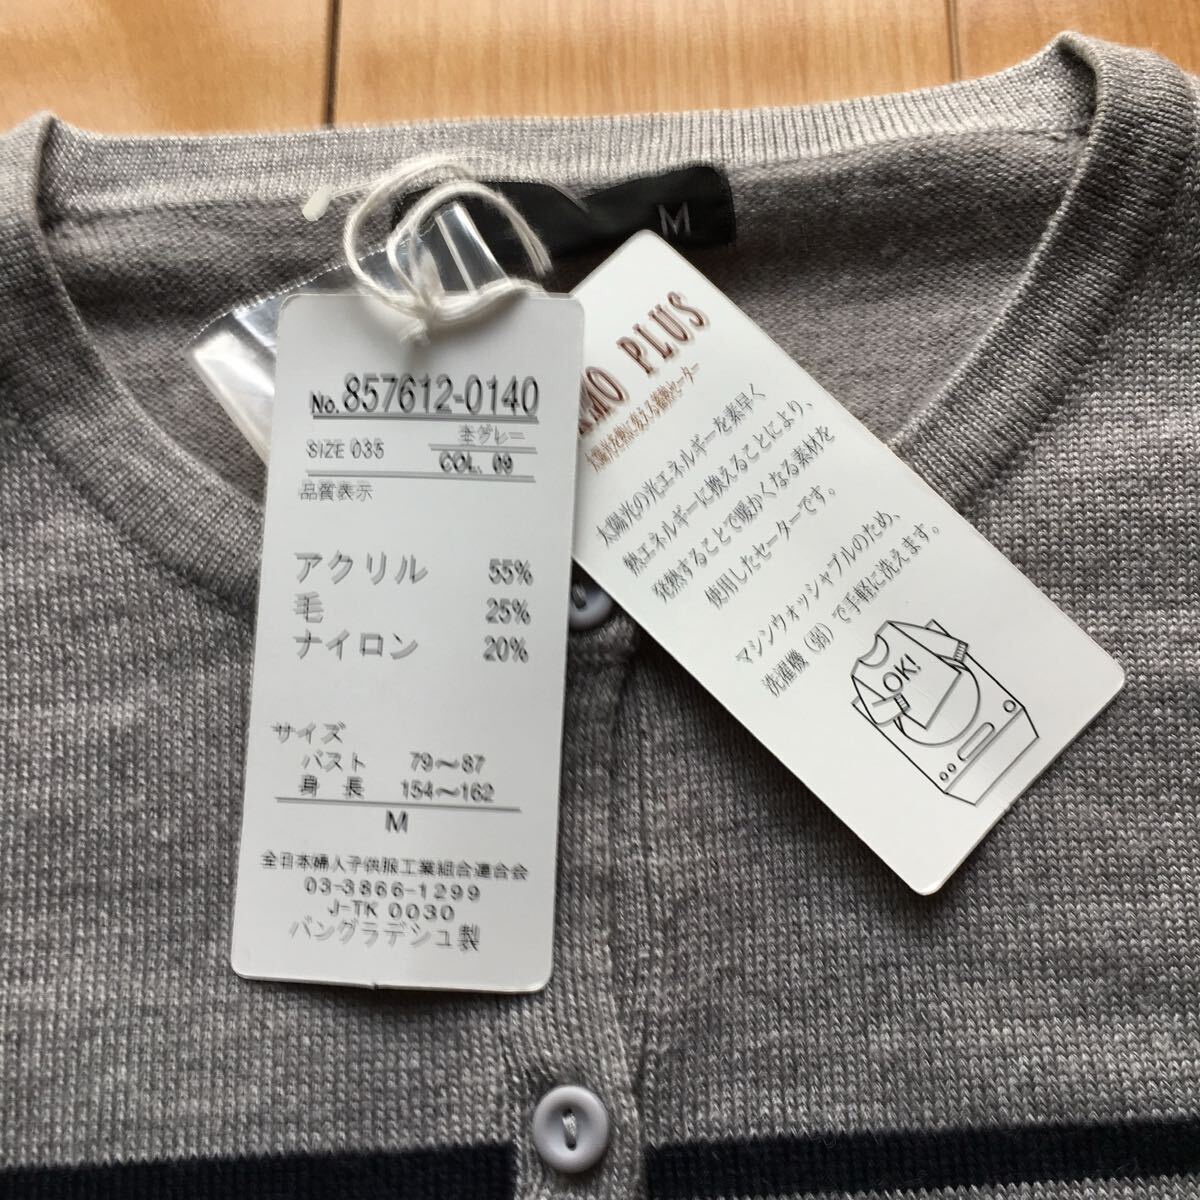 M
No. 857612-0140
杢グレー
SIZE 035 COL. 09
品質表示
アクリル 55%
毛 25%
ナイロン 20%
サイズ
バスト 79〜87
身長 154〜162
M
全日本婦人子供服工業組合連合会
03-3866-1299
J-TK 0030
バングラデシュ製
PLUS
太陽光の光エネルギーを素早く
熱エネルギーに換えることにより、
発熱することで暖かくなる素材を
使用したセーターです。
マシンウォッシャブルのため、
洗濯機（弱）で手軽に洗えます。
OK!